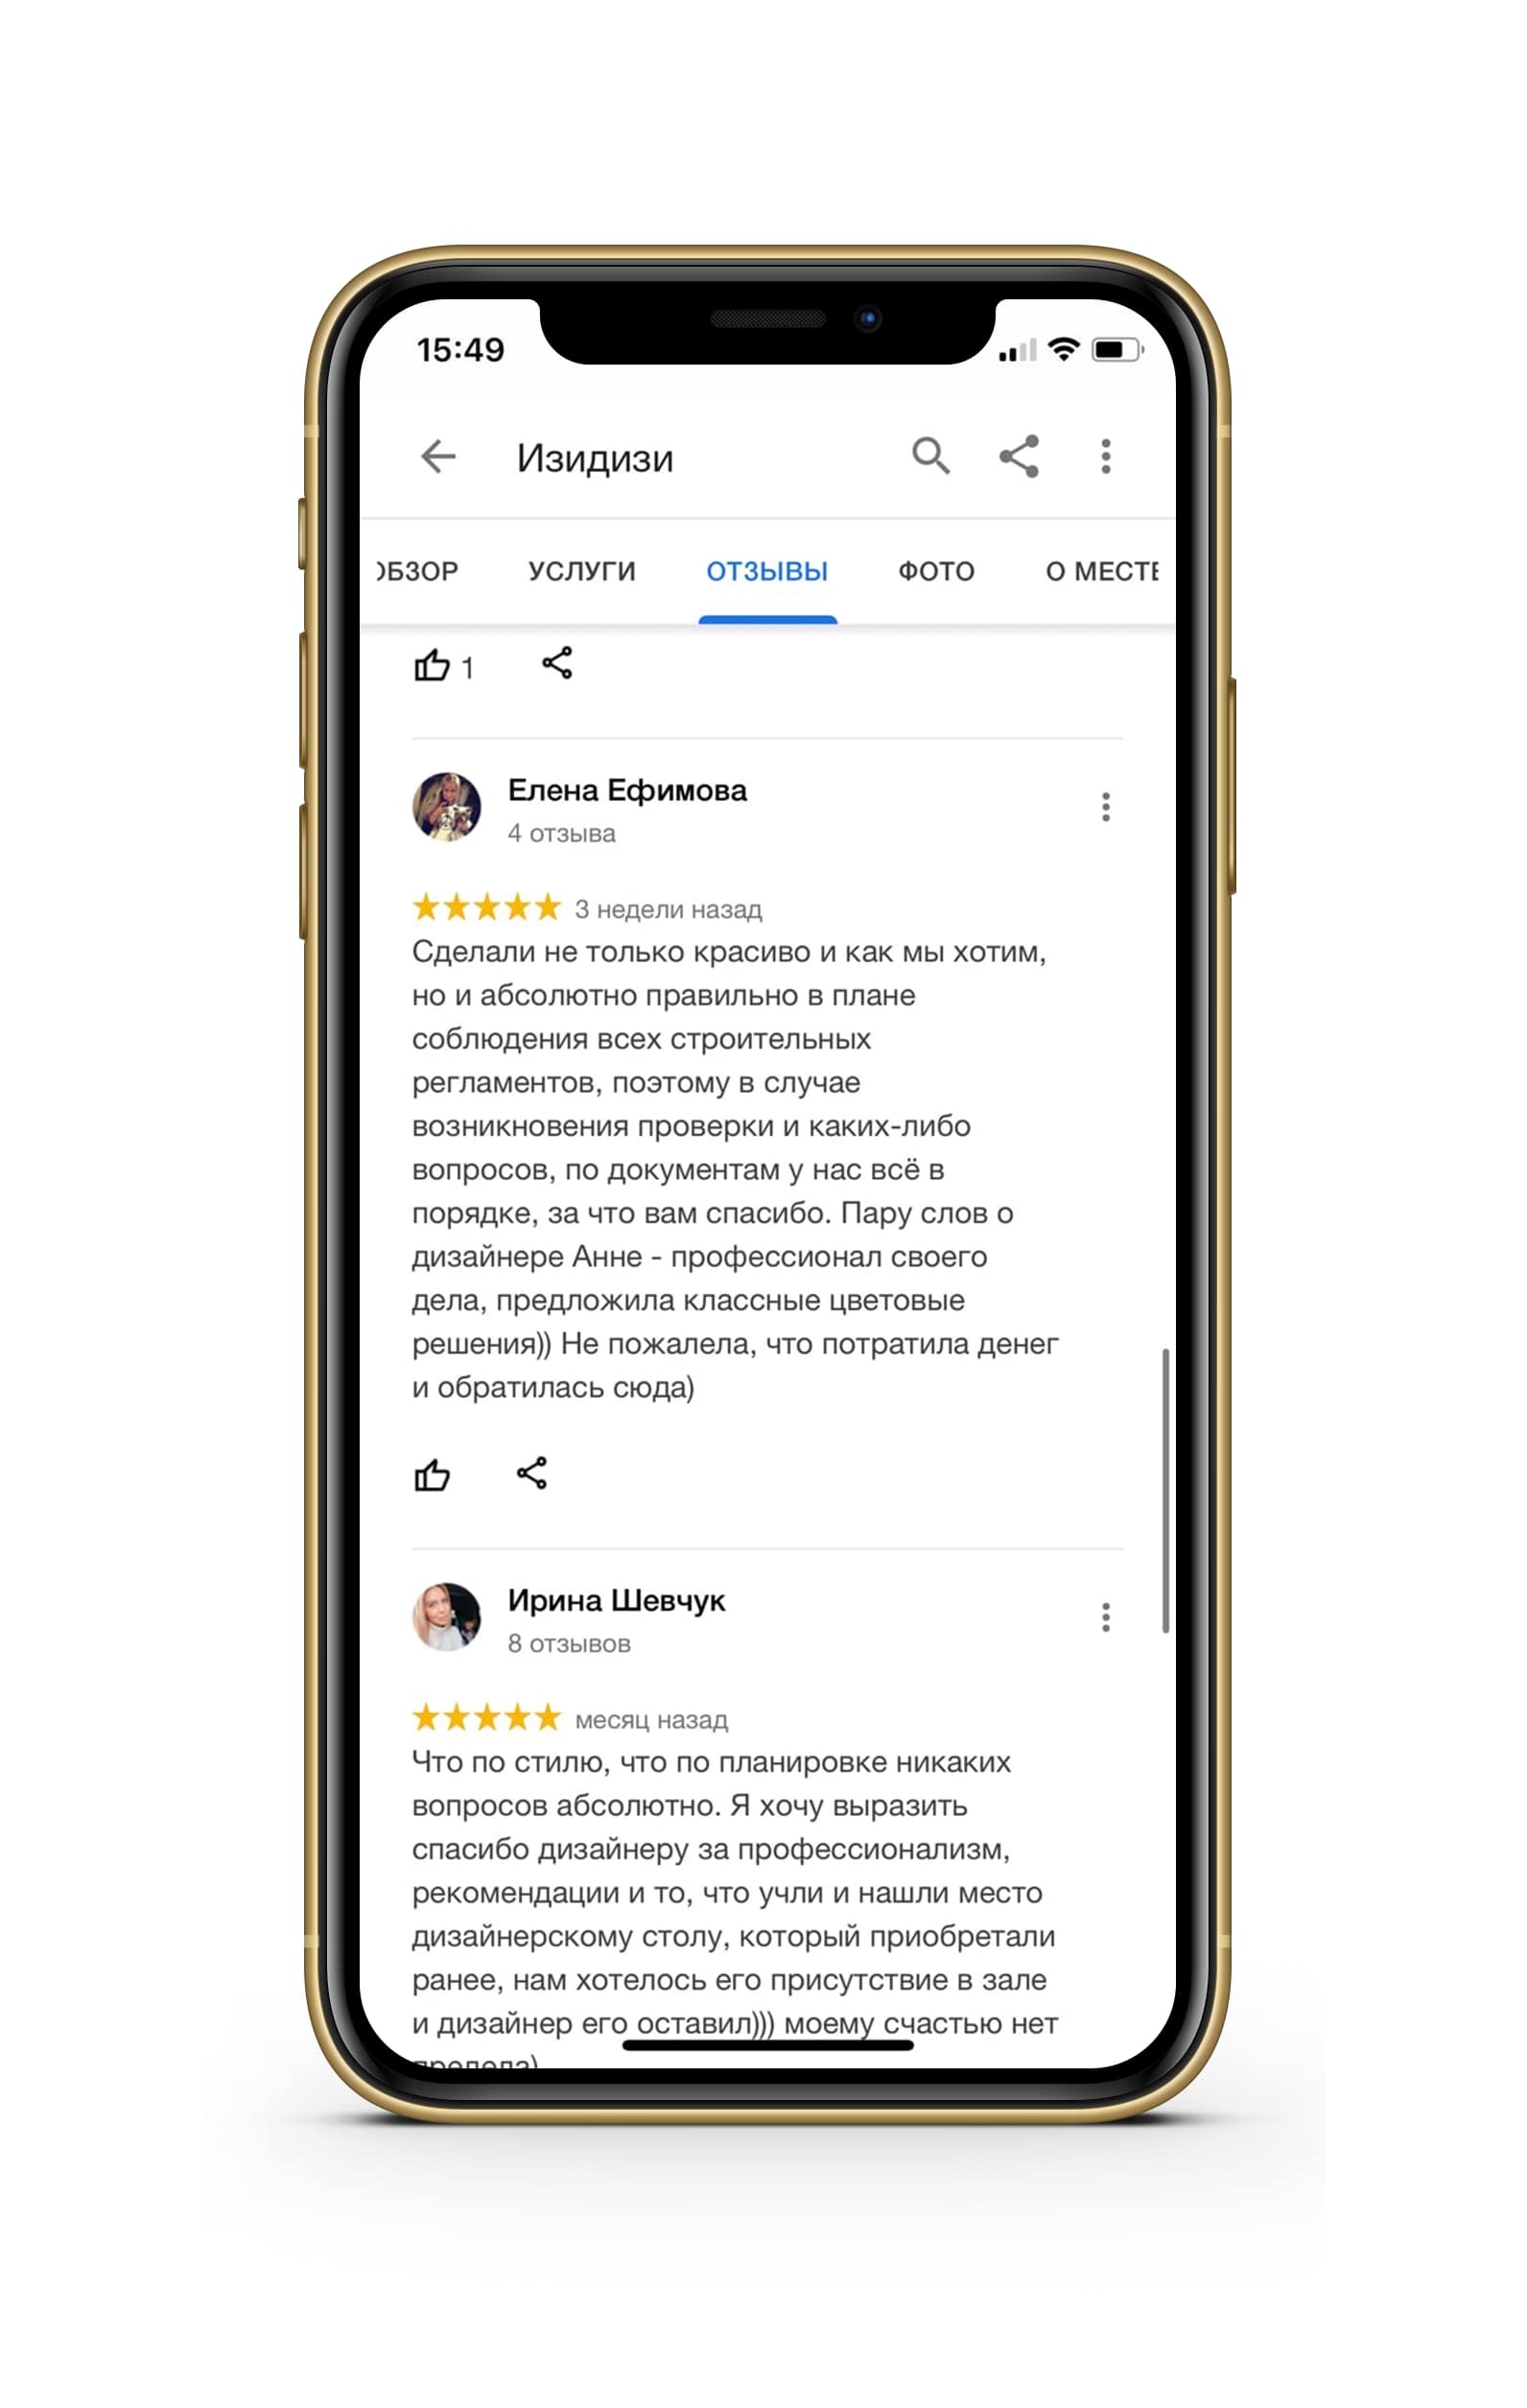 15:49
Изидизи
ОБЗОР УСЛУГИ ОТЗЫВЫ ФОТО О МЕСТЕ
1
Елена Ефимова
4 отзыва
3 недели назад
Сделали не только красиво и как мы хотим,
но и абсолютно правильно в плане
соблюдения всех строительных
регламентов, поэтому в случае
возникновения проверки и каких-либо
вопросов, по документам у нас всё в
порядке, за что вам спасибо. Пару слов о
дизайнере Анне - профессионал своего
дела, предложила классные цветовые
решения)) Не пожалела, что потратила денег
и обратилась сюда)
Ирина Шевчук
8 отзывов
месяц назад
Что по стилю, что по планировке никаких
вопросов абсолютно. Я хочу выразить
спасибо дизайнеру за профессионализм,
рекомендации и то, что учли и нашли место
дизайнерскому столу, который приобретали
ранее, нам хотелось его присутствие в зале
и дизайнер его оставил))) моему счастью нет
предела)